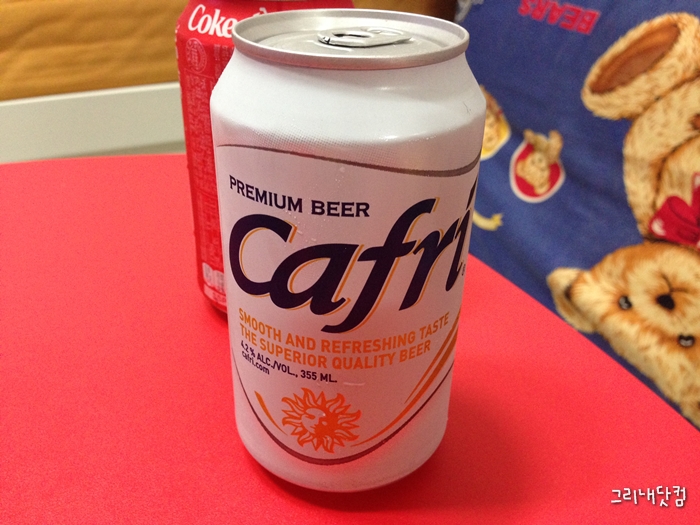 Coke
BEARS
PREMIUM BEER
Cafri
SMOOTH AND REFRESHING TASTE
THE SUPERIOR QUALITY BEER
4.2 % ALC./VOL., 355 ML.
cafri.com
그리내닷컴